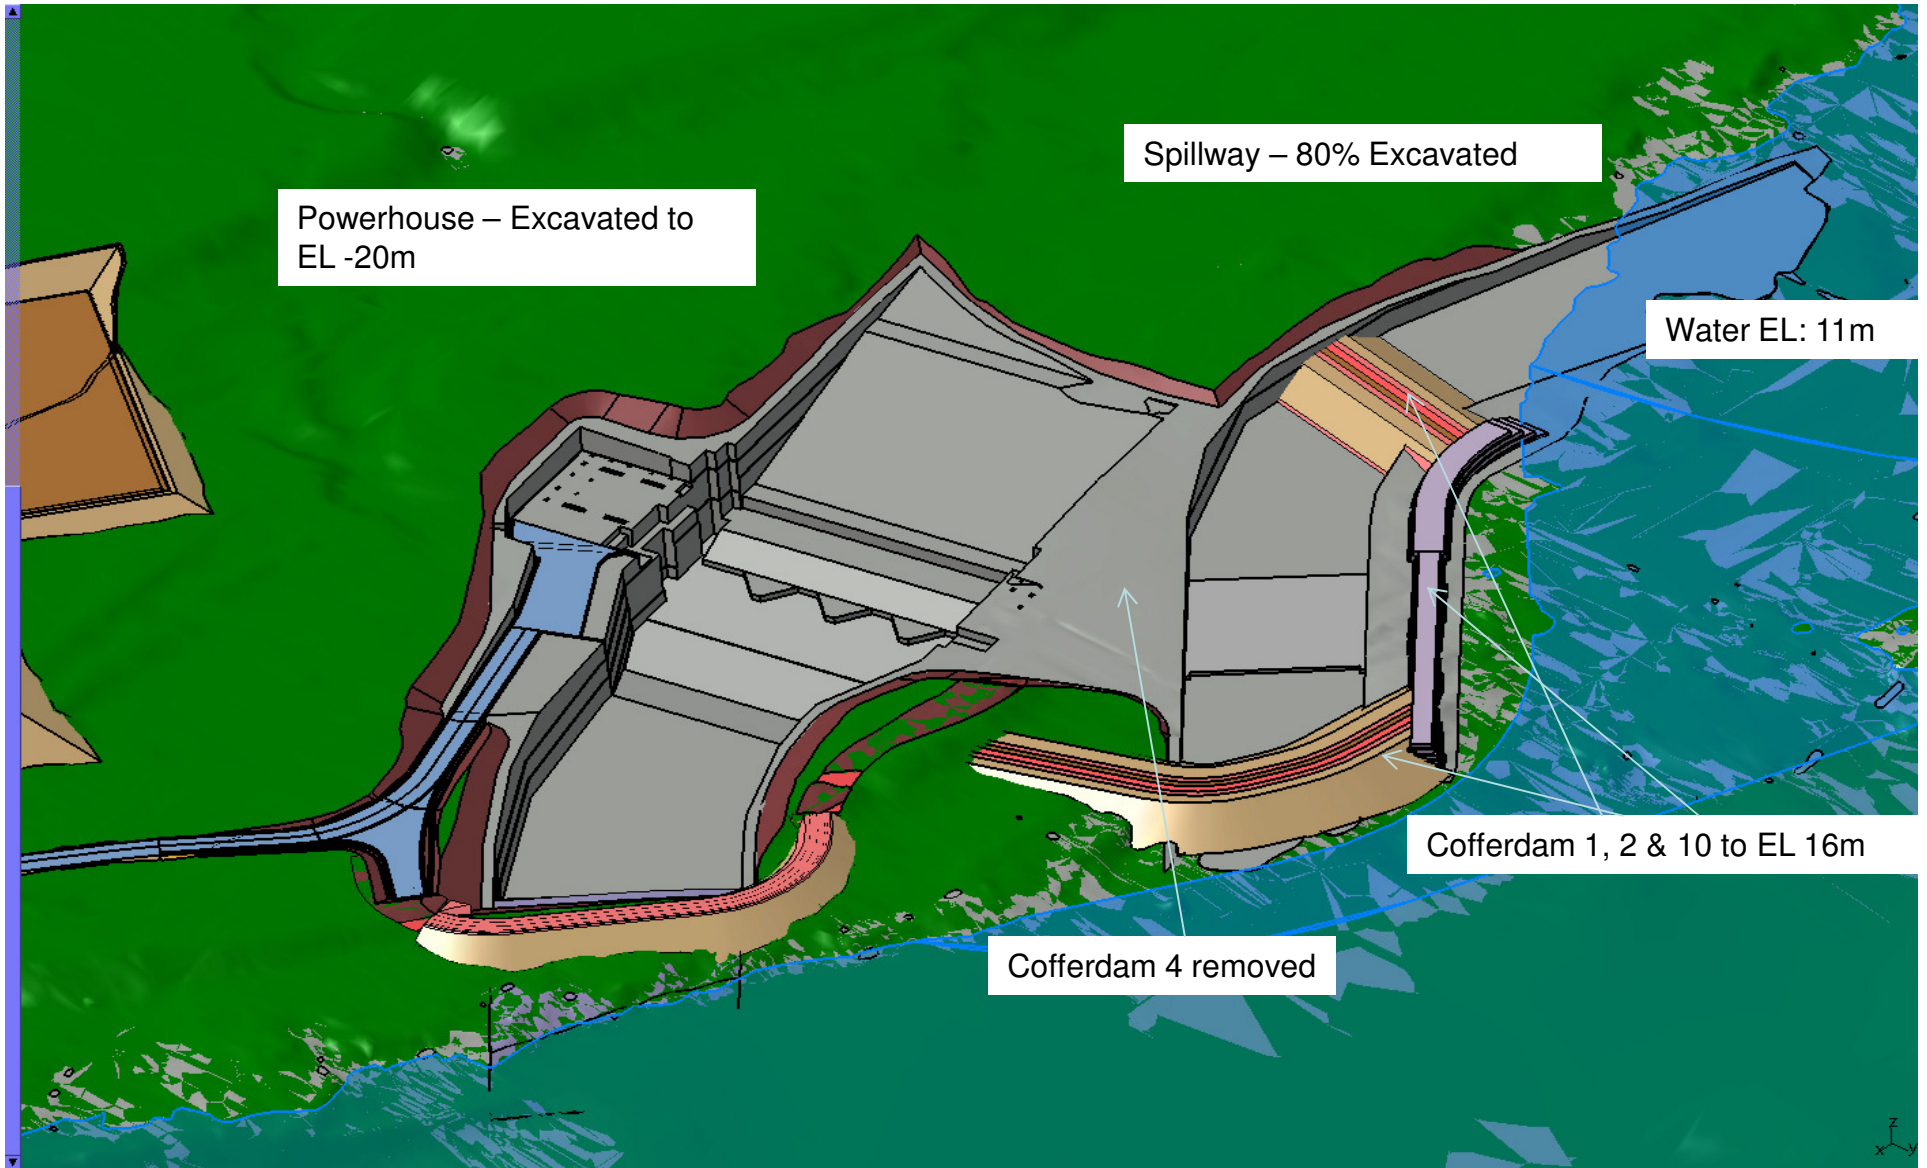 Spillway – 80% Excavated
Powerhouse – Excavated to
EL -20m
Water EL: 11m
Cofferdam 1, 2 & 10 to EL 16m
Cofferdam 4 removed
z
x
y